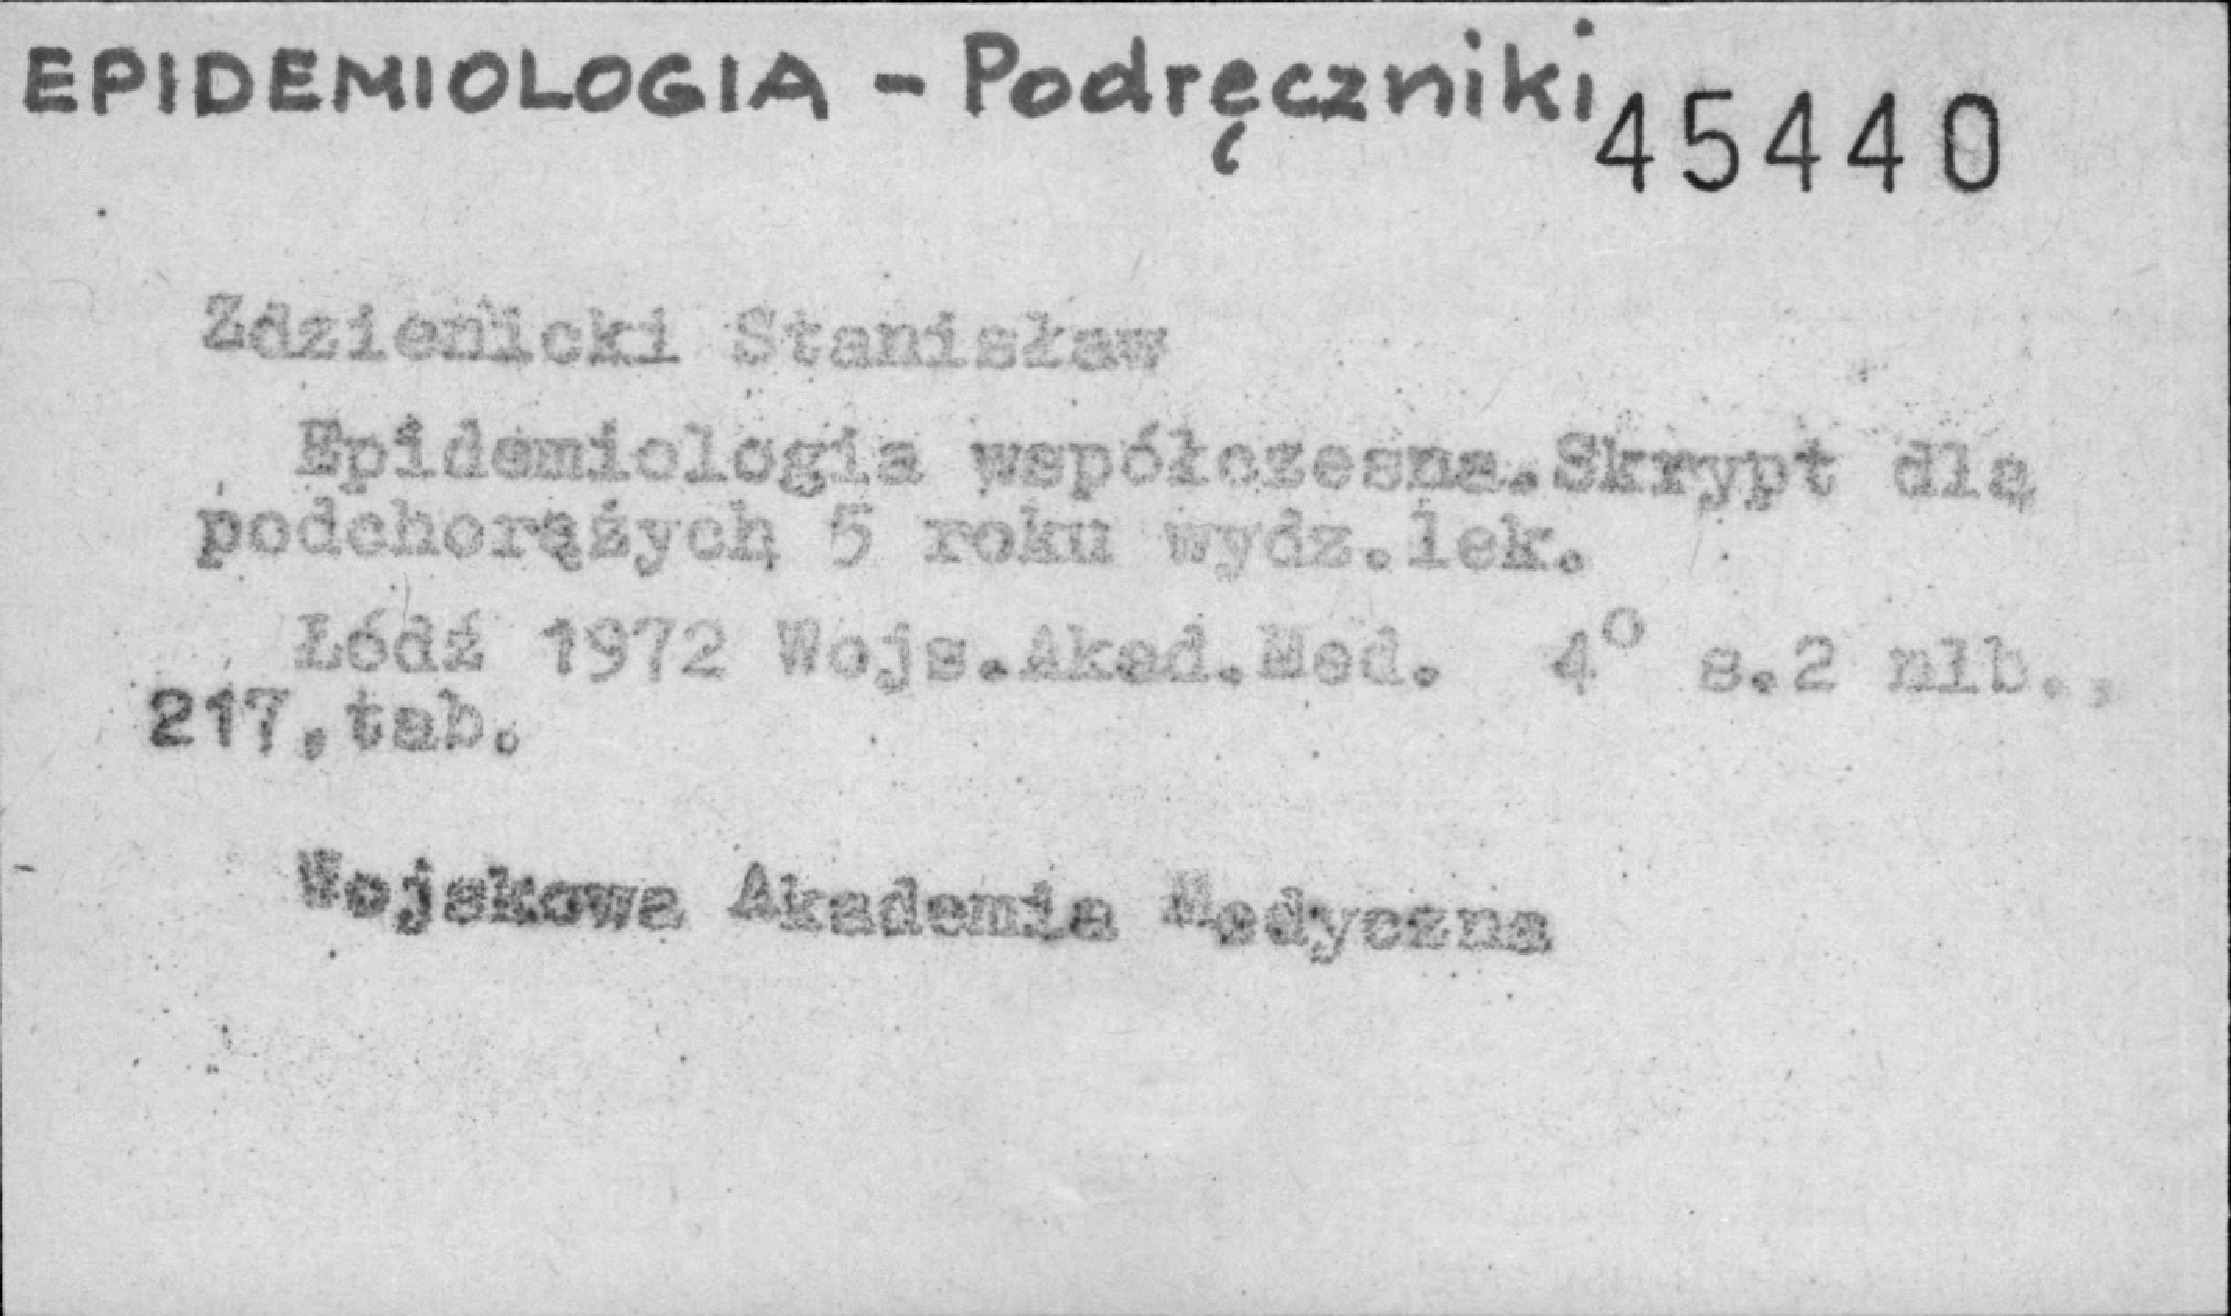 EPIDEMIOLOGIA - Podręczniki 45440
Zdzienicki Stanisław
Epidemiologia współczesna. Skrypt dla
podchorążych 5 roku wydz.lek.
Łódź 1972 Wojs.Akad.Med. 4° s.2 nlb.,
217, tab.
Wojskowa Akademia Medyczna